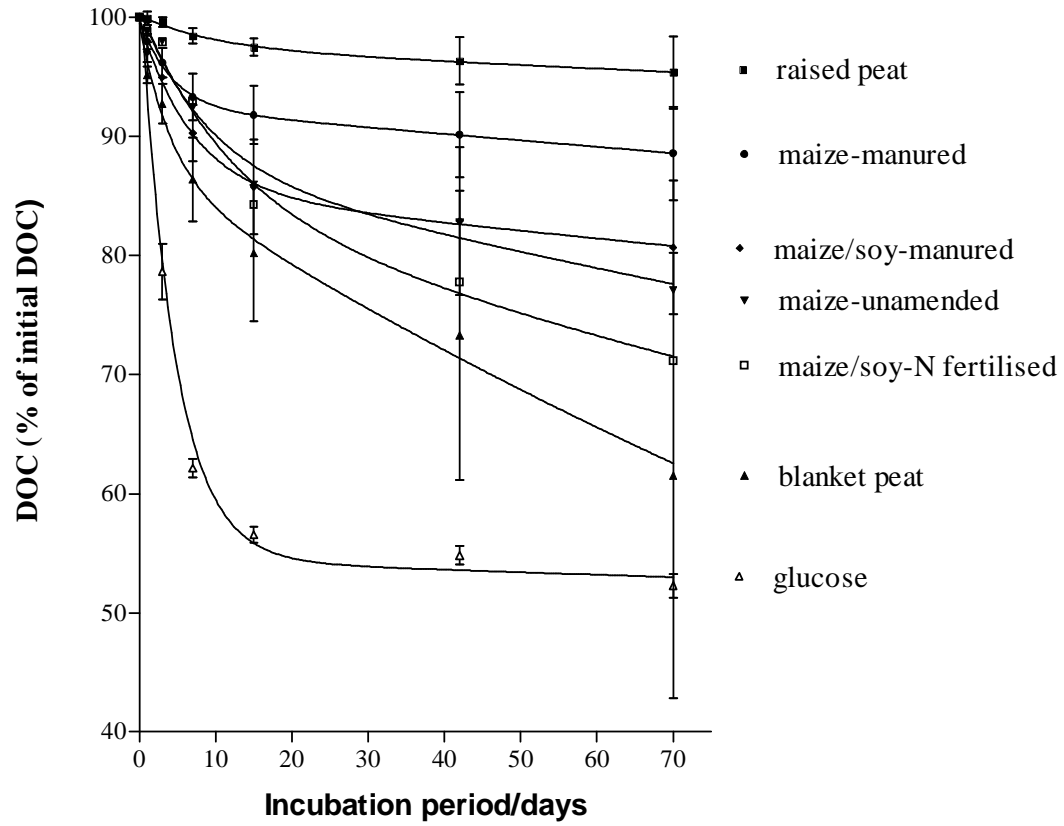 DOC (% of initial DOC)
100
90
80
70
60
50
40
0
10
20
30
40
50
60
70
Incubation period/days
raised peat
maize-manured
maize/soy-manured
maize-unamended
maize/soy-N fertilised
blanket peat
glucose